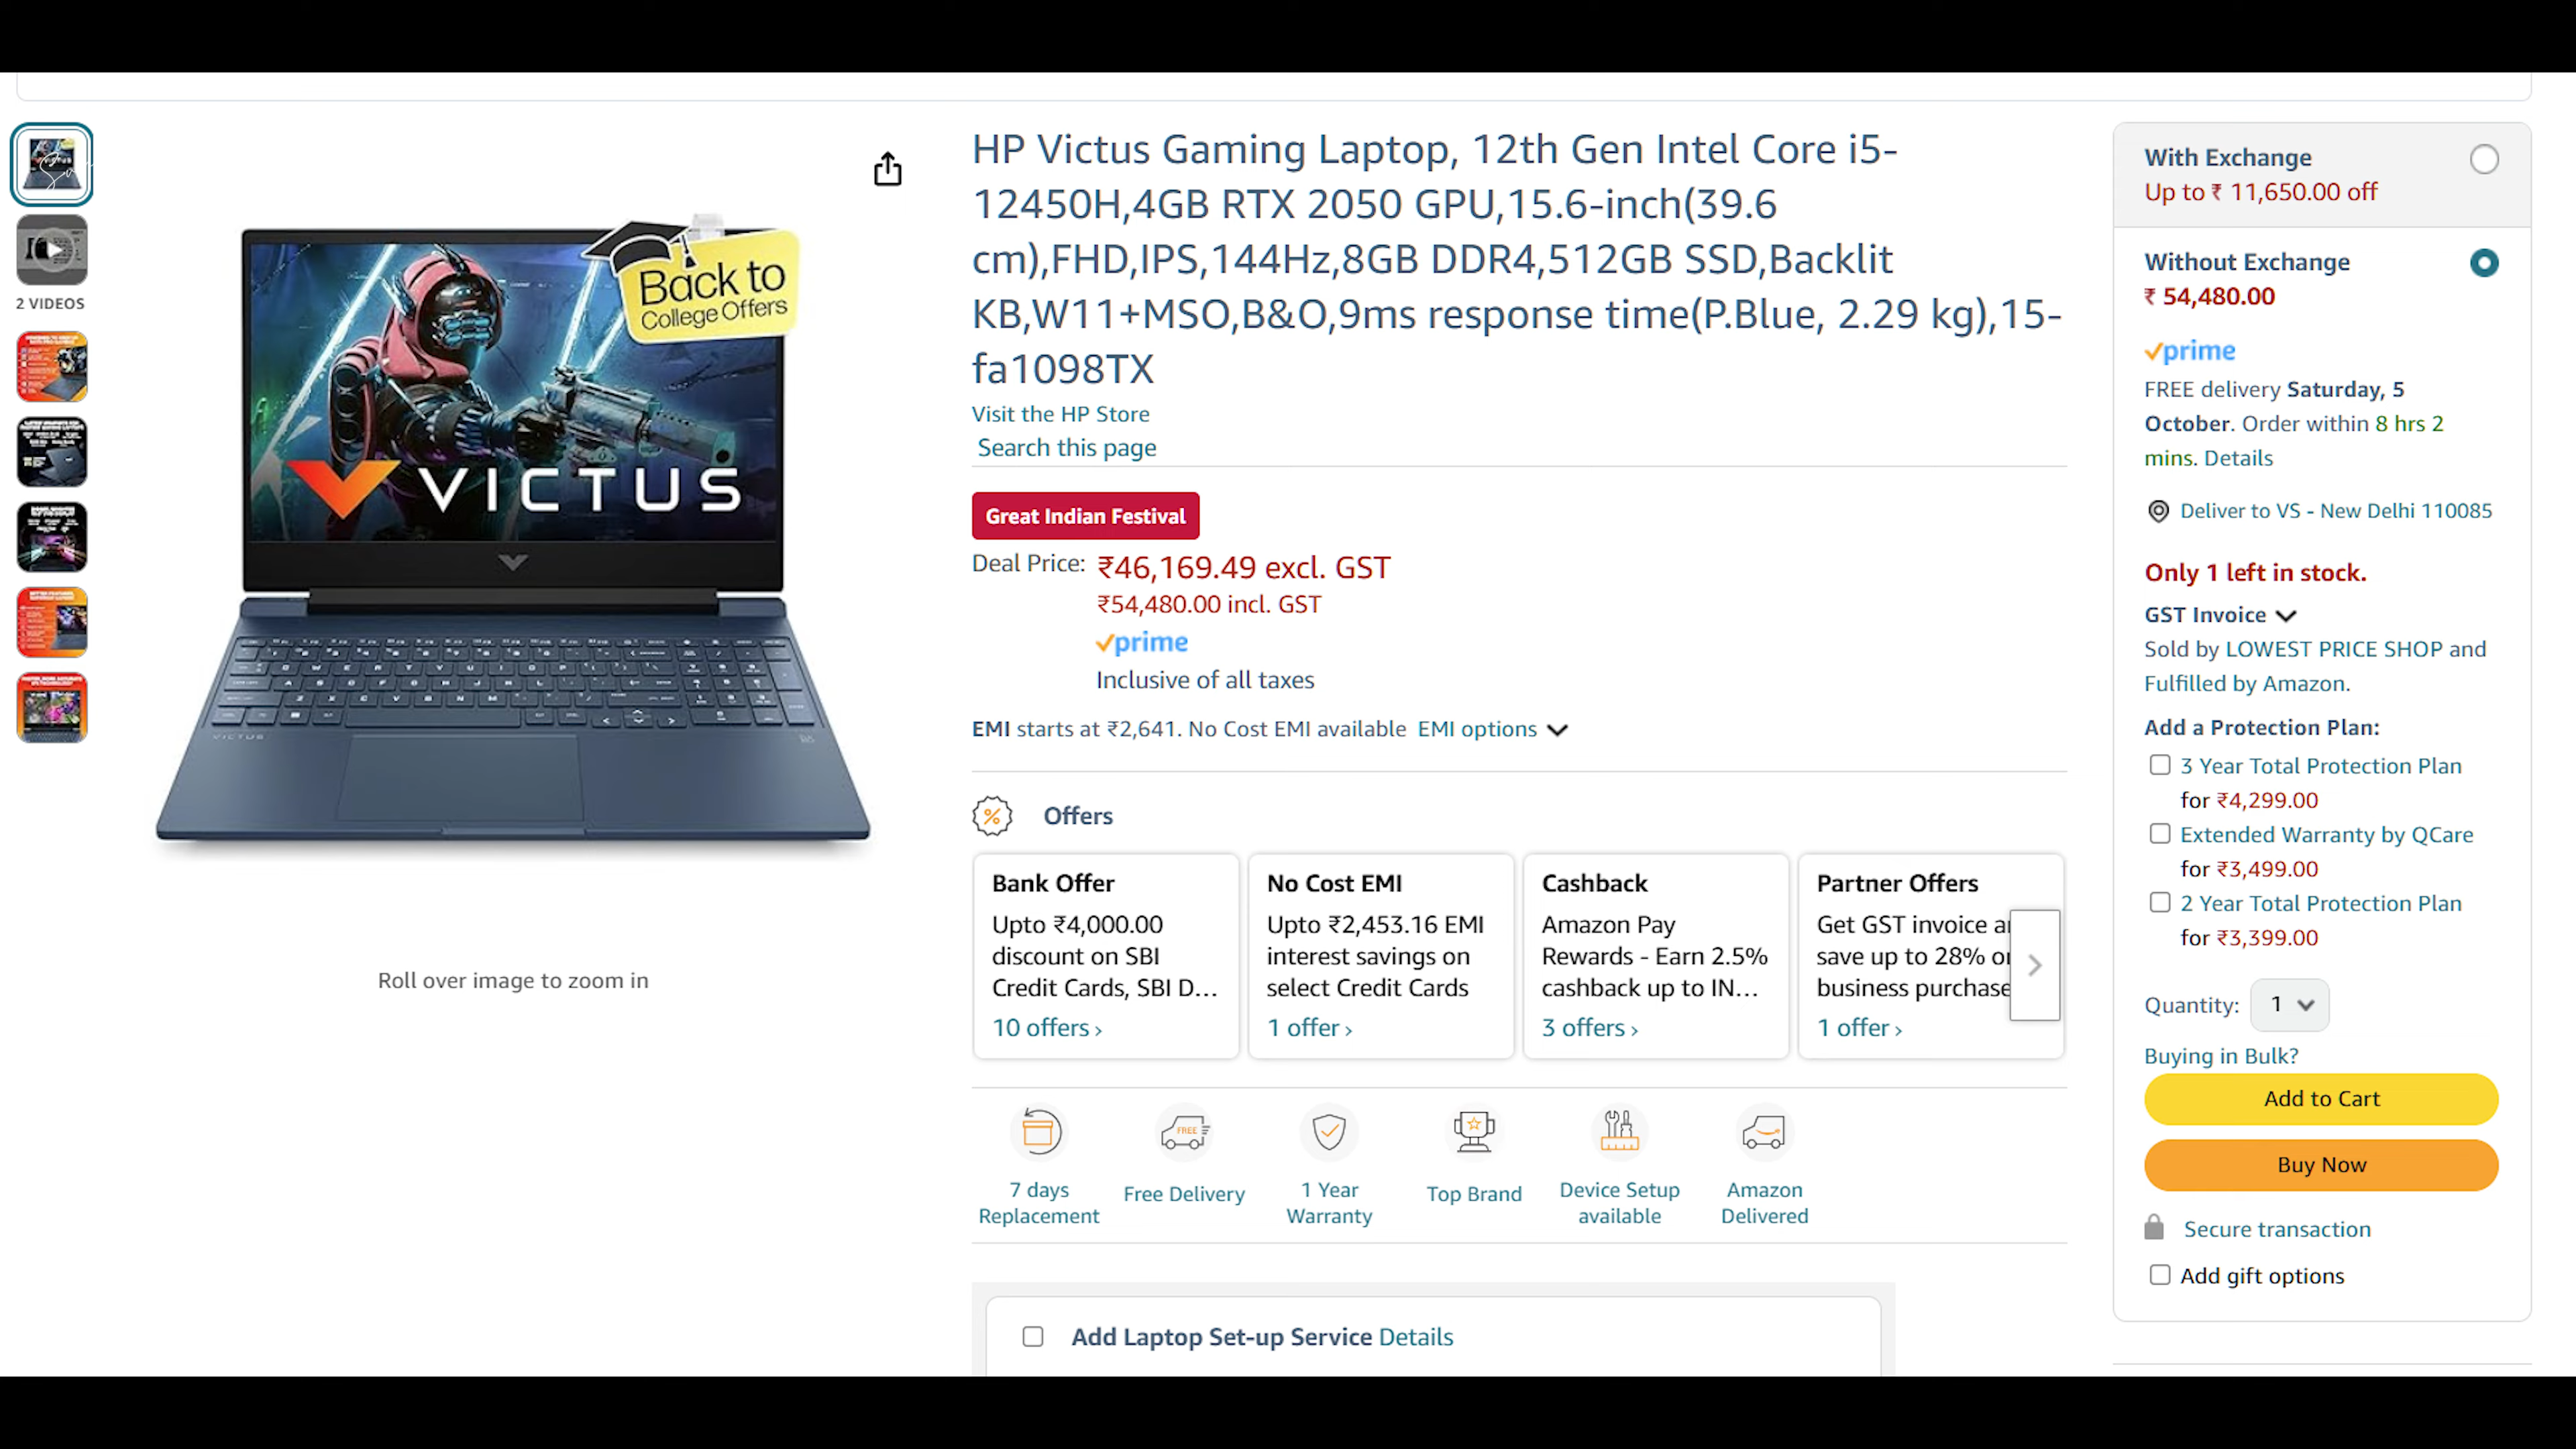 Back to
College Offers
VICTUS
VICTUS
2 VIDEOS
Roll over image to zoom in
HP Victus Gaming Laptop, 12th Gen Intel Core i5-
12450H,4GB RTX 2050 GPU,15.6-inch(39.6
cm),FHD,IPS,144Hz,8GB DDR4,512GB SSD,Backlit
KB,W11+MSO,B&O,9ms response time(P.Blue, 2.29 kg),15-
fa1098TX
Visit the HP Store
Search this page
Great Indian Festival
Deal Price: ₹46,169.49 excl. GST
₹54,480.00 incl. GST
prime
Inclusive of all taxes
EMI starts at ₹2,641. No Cost EMI available EMI options
Offers
Bank Offer
Upto ₹4,000.00
discount on SBI
Credit Cards, SBI D...
10 offers ›
No Cost EMI
Upto ₹2,453.16 EMI
interest savings on
select Credit Cards
1 offer ›
Cashback
Amazon Pay
Rewards - Earn 2.5%
cashback up to IN...
3 offers ›
Partner Offers
Get GST invoice
save up to 28%
business purchase
1 offer ›
7 days
Replacement
FREE
Free Delivery
1 Year
Warranty
Top Brand
Device Setup
available
Amazon
Delivered
Add Laptop Set-up Service Details
With Exchange
Up to ₹ 11,650.00 off
Without Exchange
₹ 54,480.00
prime
FREE delivery Saturday, 5
October. Order within 8 hrs 2
mins. Details
Deliver to VS - New Delhi 110085
Only 1 left in stock.
GST Invoice
Sold by LOWEST PRICE SHOP and
Fulfilled by Amazon.
Add a Protection Plan:
3 Year Total Protection Plan
for ₹4,299.00
Extended Warranty by QCare
for ₹3,499.00
2 Year Total Protection Plan
for ₹3,399.00
Quantity: 1
Buying in Bulk?
Add to Cart
Buy Now
Secure transaction
Add gift options